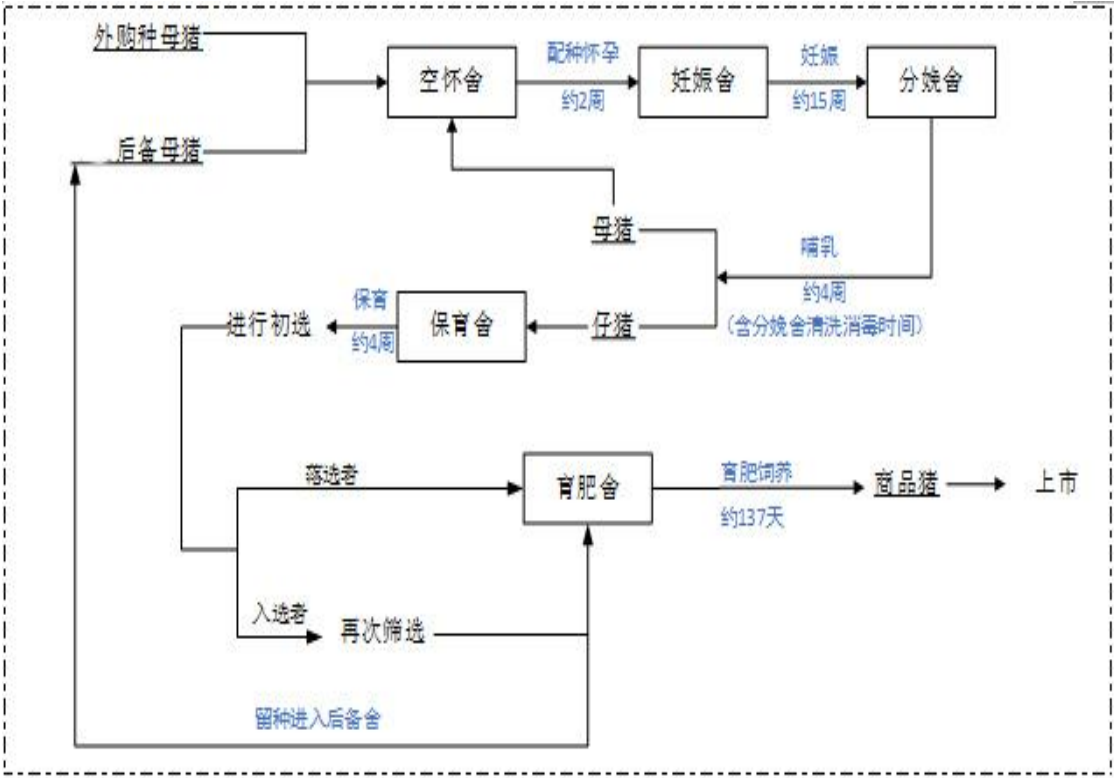 外购种母猪
后备母猪
空怀舍
配种怀孕
约2周
妊娠舍
妊娠
约15周
分娩舍
母猪
哺乳
约4周
（含分娩舍清洗消毒时间）
仔猪
保育舍
保育
约4周
进行初选
落选者
育肥舍
育肥饲养
约137天
商品猪
上市
入选者
再次筛选
留种进入后备舍